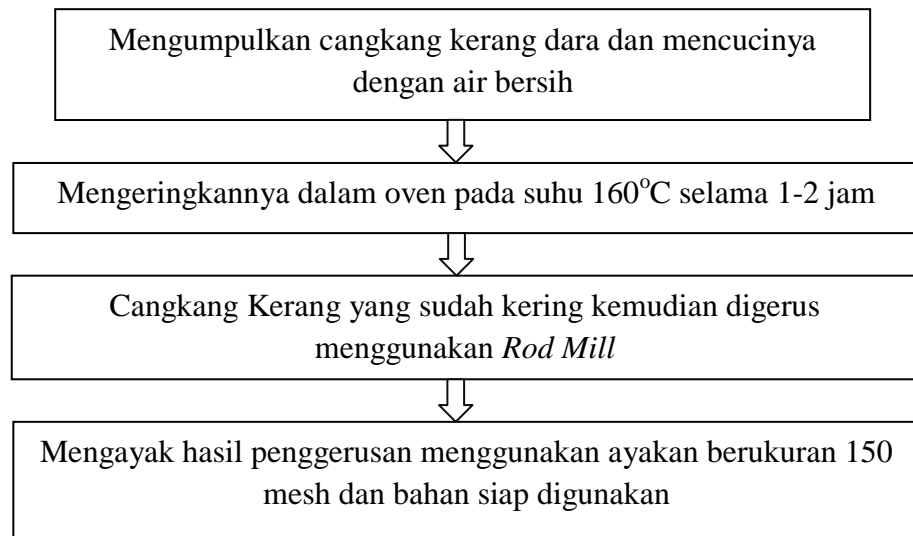 Mengumpulkan cangkang kerang dara dan mencucinya
dengan air bersih
Mengeringkannya dalam oven pada suhu 160°C selama 1-2 jam
Cangkang Kerang yang sudah kering kemudian digerus
menggunakan Rod Mill
Mengayak hasil penggerusan menggunakan ayakan berukuran 150
mesh dan bahan siap digunakan